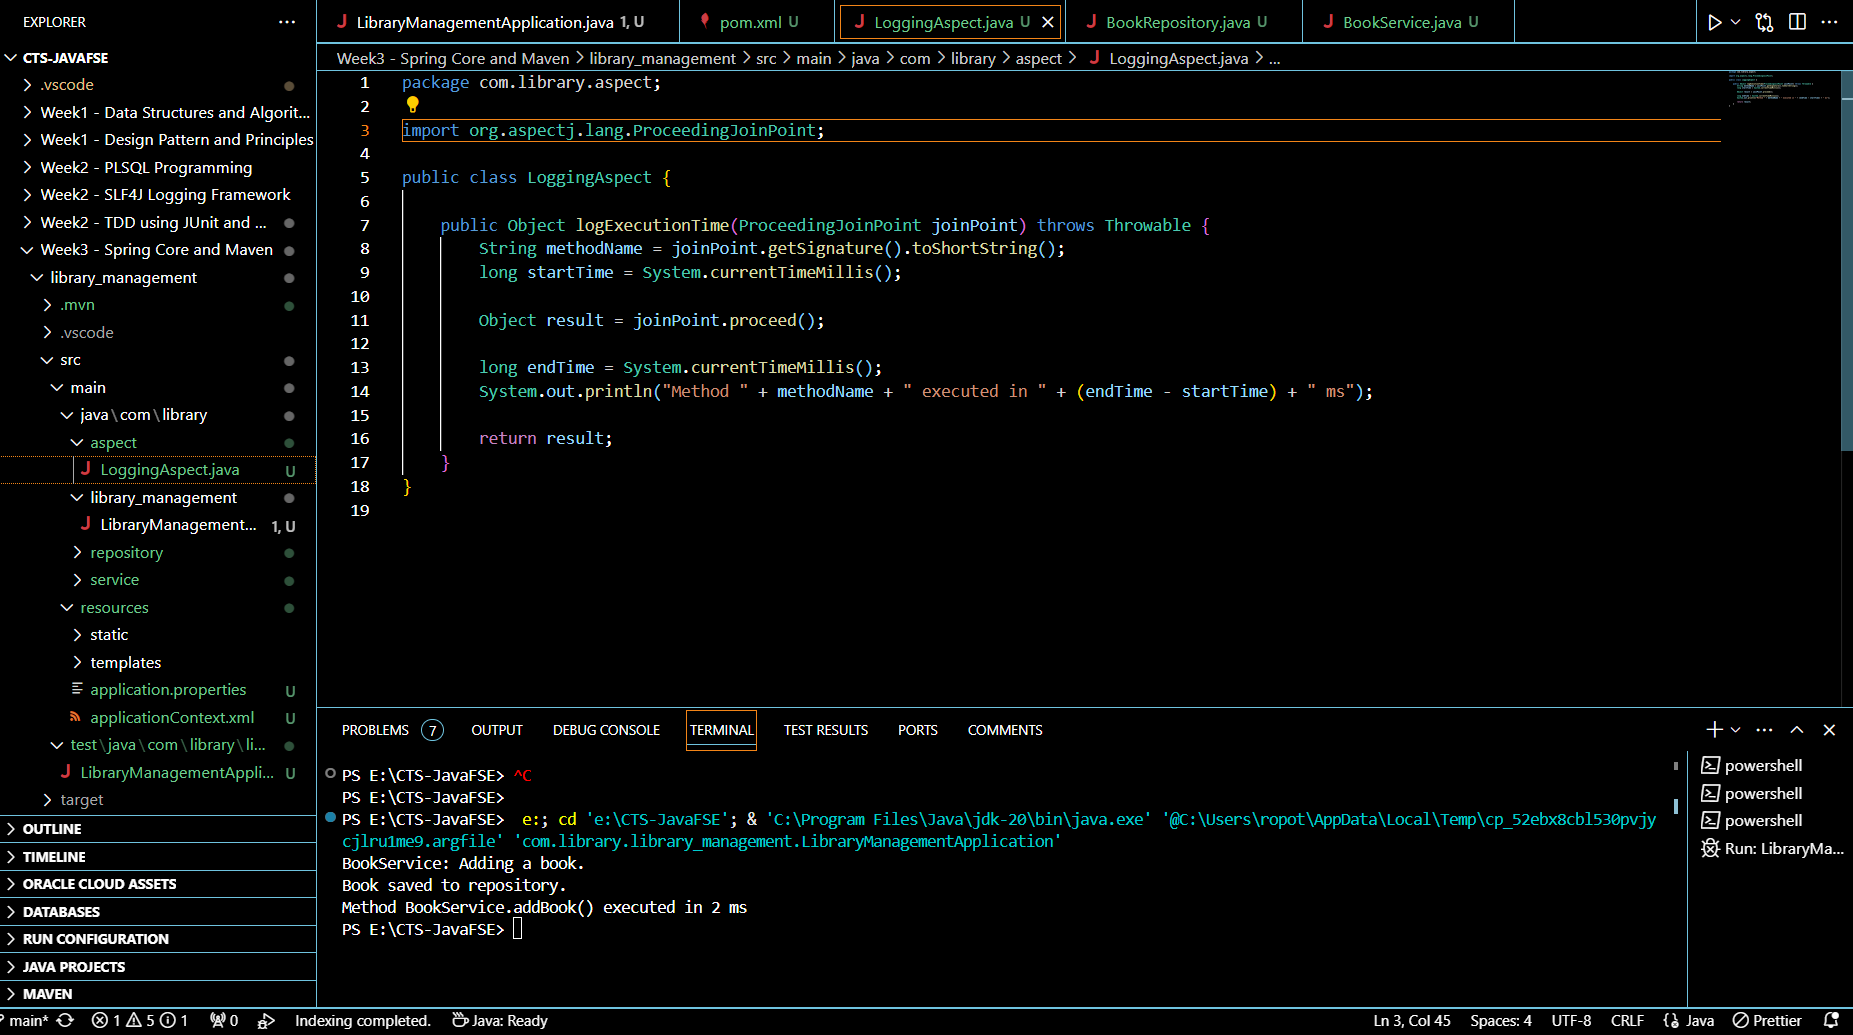 EXPLORER
CTS-JAVAFSE
.vscode
Week1 - Data Structures and Algorit...
Week1 - Design Pattern and Principles
Week2 - PLSQL Programming
Week2 - SLF4J Logging Framework
Week2 - TDD using JUnit and ...
Week3 - Spring Core and Maven
library_management
.mvn
.vscode
src
main
java\com\library
aspect
LoggingAspect.java U
library_management
LibraryManagement... 1, U
repository
service
resources
static
templates
application.properties U
applicationContext.xml U
test\java\com\library\li...
LibraryManagementAppli... U
target
OUTLINE
TIMELINE
ORACLE CLOUD ASSETS
DATABASES
RUN CONFIGURATION
JAVA PROJECTS
MAVEN
LibraryManagementApplication.java 1, U
pom.xml U
LoggingAspect.java U
BookRepository.java U
BookService.java U
Week3 - Spring Core and Maven > library_management > src > main > java > com > library > aspect > LoggingAspect.java > ...
1 package com.library.aspect;
2
3 import org.aspectj.lang.ProceedingJoinPoint;
4
5 public class LoggingAspect {
6
7 public Object logExecutionTime(ProceedingJoinPoint joinPoint) throws Throwable {
8 String methodName = joinPoint.getSignature().toShortString();
9 long startTime = System.currentTimeMillis();
10
11 Object result = joinPoint.proceed();
12
13 long endTime = System.currentTimeMillis();
14 System.out.println("Method " + methodName + " executed in " + (endTime - startTime) + " ms");
15
16 return result;
17 }
18 }
19
PROBLEMS 7 OUTPUT DEBUG CONSOLE TERMINAL TEST RESULTS PORTS COMMENTS
PS E:\CTS-JavaFSE> ^C
PS E:\CTS-JavaFSE>
PS E:\CTS-JavaFSE>  e:; cd 'e:\CTS-JavaFSE'; & 'C:\Program Files\Java\jdk-20\bin\java.exe' '@C:\Users\ropot\AppData\Local\Temp\cp_52ebx8cbl530pvjy
cjlru1me9.argfile' 'com.library.library_management.LibraryManagementApplication'
BookService: Adding a book.
Book saved to repository.
Method BookService.addBook() executed in 2 ms
PS E:\CTS-JavaFSE>
powershell
powershell
powershell
Run: LibraryMa...
main* 1 5 1 0 Indexing completed. Java: Ready Ln 3, Col 45 Spaces: 4 UTF-8 CRLF Java Prettier